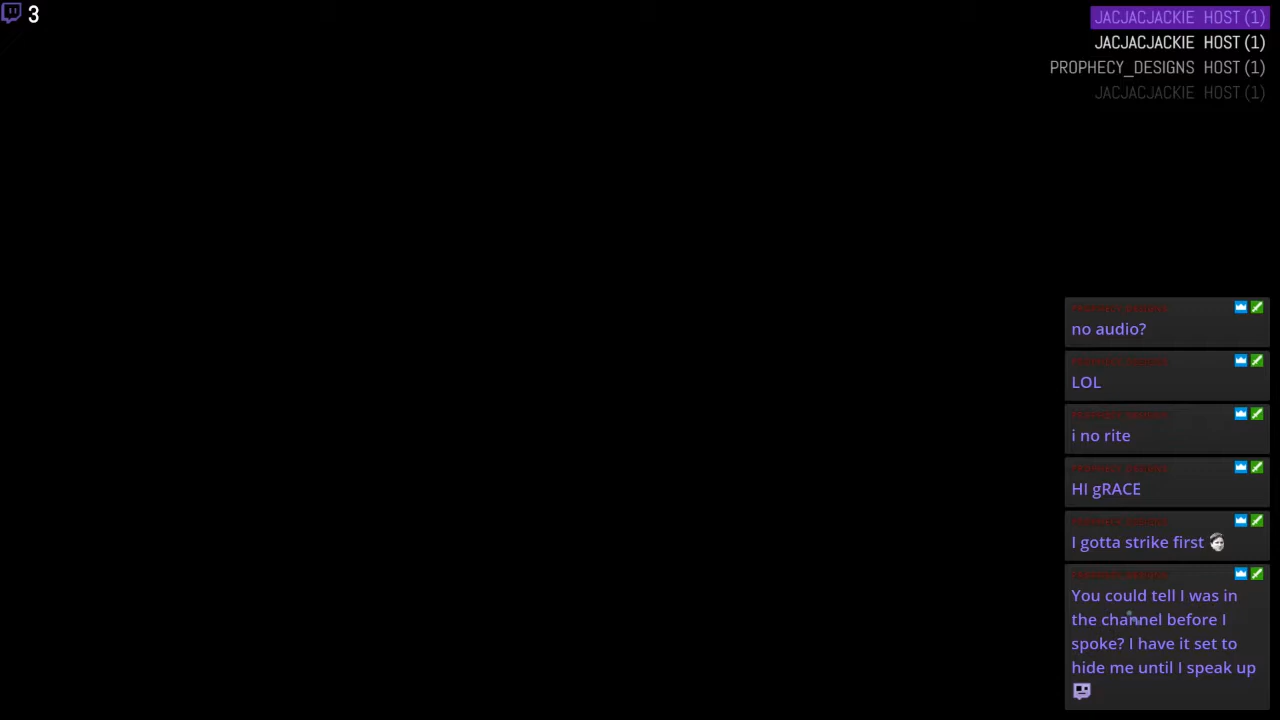 3
JACJACJACKIE HOST (1)
JACJACJACKIE HOST (1)
PROPHECY_DESIGNS HOST (1)
JACJACJACKIE HOST (1)
no audio?
LOL
i no rite
HI gRACE
I gotta strike first
You could tell I was in
the channel before I
spoke? I have it set to
hide me until I speak up